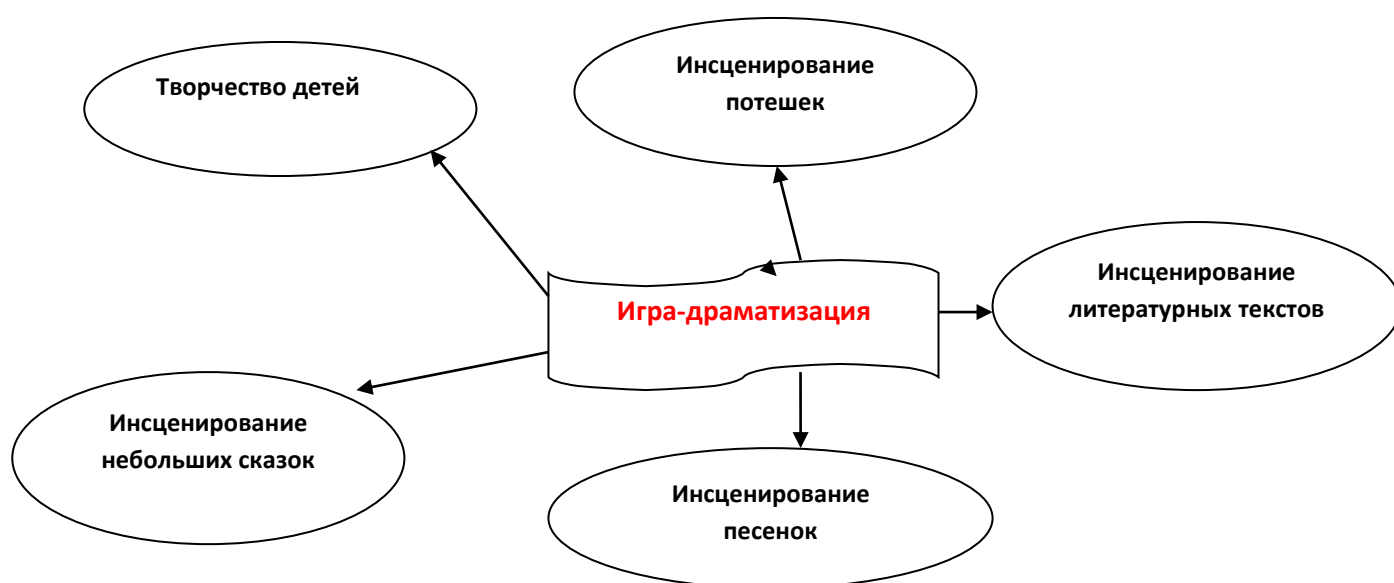 Творчество детей
Инсценирование
потешек
Инсценирование
литературных текстов
Игра-драматизация
Инсценирование
небольших сказок
Инсценирование
песенок